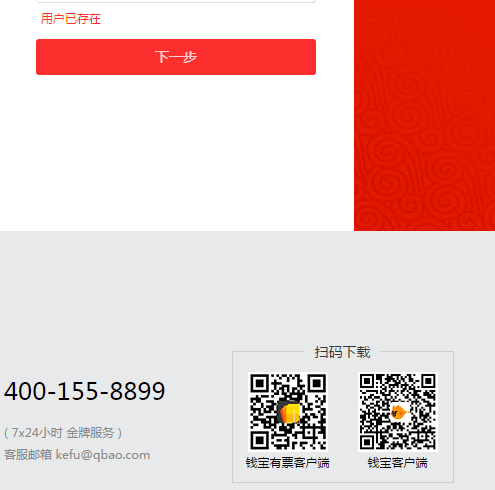 用户已存在
下一步
扫码下载
400-155-8899
( 7x24小时 金牌服务 )
客服邮箱 kefu@qbao.com
钱宝有票客户端
钱宝客户端